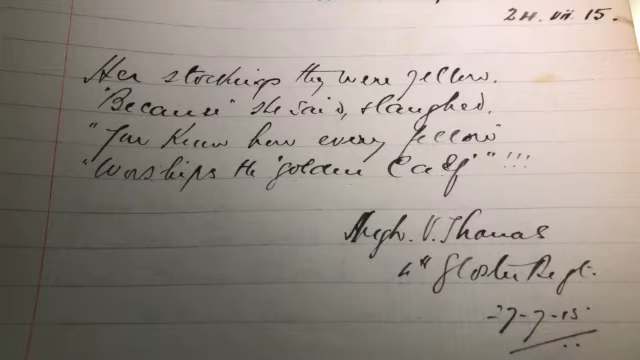 24. VII. 15.
Her stockings they were yellow.
"Because" she said, & laughed.
"You know how every fellow"
"Worships the 'golden Calf' " !!!
Hugh. V. Thomas
Gloster Regt.
27-7-15